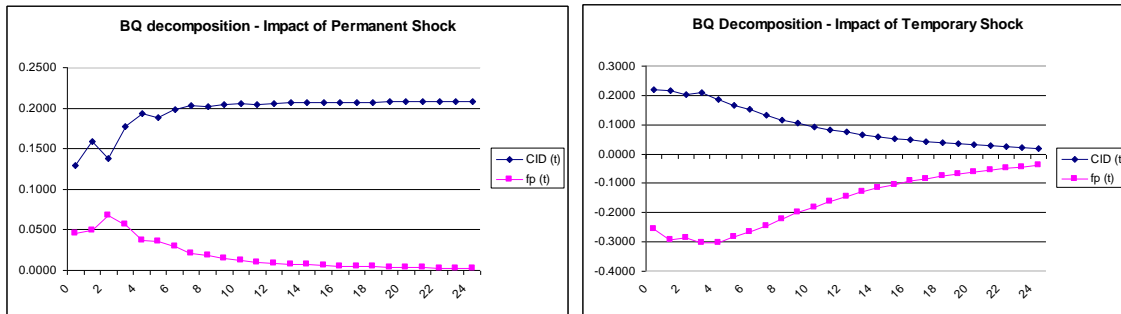 BQ decomposition - Impact of Permanent Shock
0.2500
0.2000
0.1500
0.1000
0.0500
0.0000
0 2 4 6 8 10 12 14 16 18 20 22 24
CID (t)
fp (t)
BQ Decomposition - Impact of Temporary Shock
0.3000
0.2000
0.1000
0.0000
-0.1000
-0.2000
-0.3000
-0.4000
0 2 4 6 8 10 12 14 16 18 20 22 24
CID (t)
fp (t)